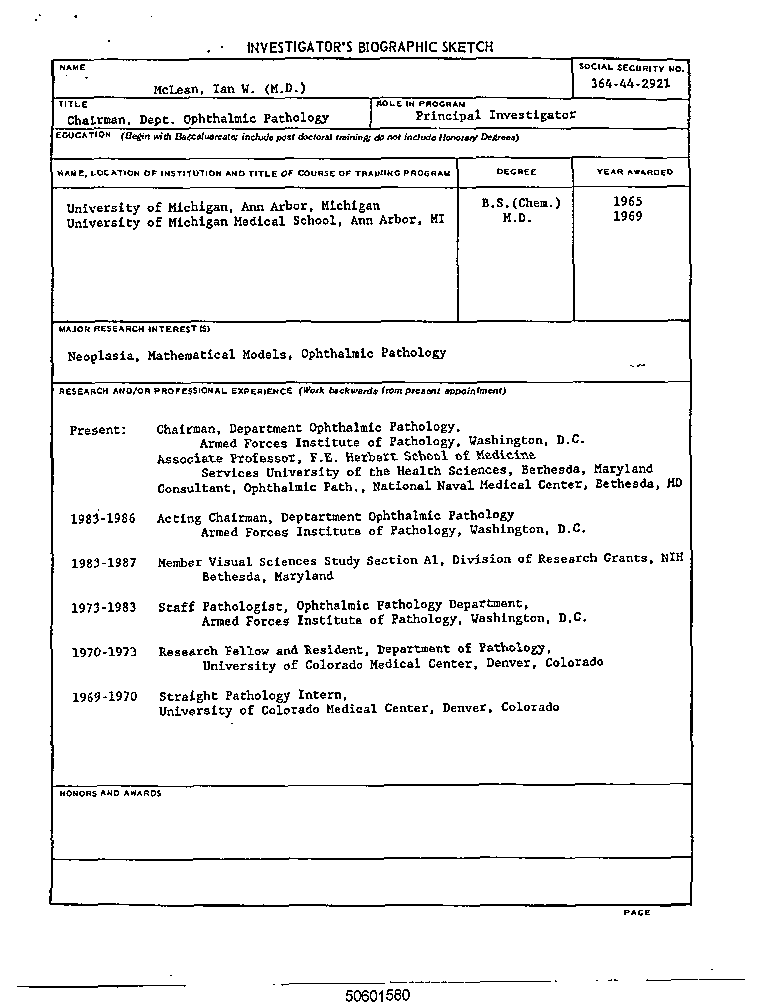 INVESTIGATOR'S BIOGRAPHIC SKETCH
NAME
SOCIAL SECURITY NO.
McLean, Ian W. (M.D.)
364-44-2921
TITLE
ROLE IN PROGRAM
Chairman, Dept. Ophthalmic Pathology
Principal Investigator
EDUCATION (Begin with Baccalaureate; include post doctoral training; do not include Honorary Degrees)
NAME, LOCATION OF INSTITUTION AND TITLE OF COURSE OF TRAINING PROGRAM
DEGREE
YEAR AWARDED
University of Michigan, Ann Arbor, Michigan B.S.(Chem.) 1965
University of Michigan Medical School, Ann Arbor, MI M.D. 1969
MAJOR RESEARCH INTEREST(S)
Neoplasia, Mathematical Models, Ophthalmic Pathology
RESEARCH AND/OR PROFESSIONAL EXPERIENCE (Work backwards from present appointment)
Present: Chairman, Department Ophthalmic Pathology,
Armed Forces Institute of Pathology, Washington, D.C.
Associate Professor, F.E. Herbert School of Medicine
Services University of the Health Sciences, Bethesda, Maryland
Consultant, Ophthalmic Path., National Naval Medical Center, Bethesda, MD
1983-1986 Acting Chairman, Deptartment Ophthalmic Pathology
Armed Forces Institute of Pathology, Washington, D.C.
1983-1987 Member Visual Sciences Study Section A1, Division of Research Grants, NIH
Bethesda, Maryland
1973-1983 Staff Pathologist, Ophthalmic Pathology Department,
Armed Forces Institute of Pathology, Washington, D.C.
1970-1973 Research Fellow and Resident, Department of Pathology,
University of Colorado Medical Center, Denver, Colorado
1969-1970 Straight Pathology Intern,
University of Colorado Medical Center, Denver, Colorado
HONORS AND AWARDS
PAGE
50601580